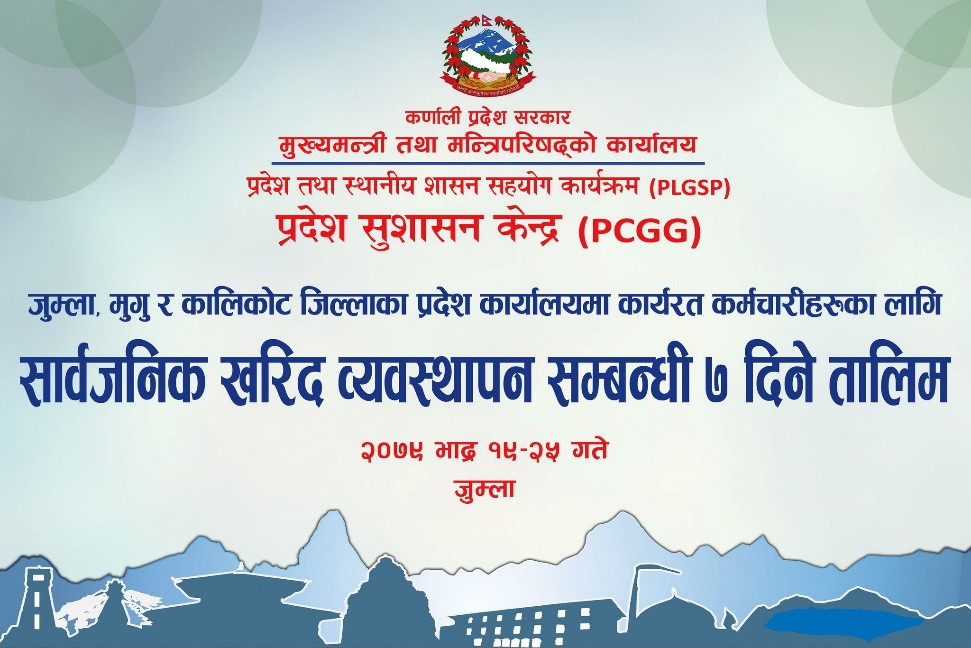 कर्णाली प्रदेश सरकार
मुख्यमन्त्री तथा मन्त्रिपरिषद्को कार्यालय
प्रदेश तथा स्थानीय शासन सहयोग कार्यक्रम (PLGSP)
प्रदेश सुशासन केन्द्र (PCGG)
जुम्ला, मुगु र कालिकोट जिल्लाका प्रदेश कार्यालयमा कार्यरत कर्मचारीहरुका लागि
सार्वजनिक खरिद व्यवस्थापन सम्बन्धी ७ दिने तालिम
२०७९ भाद्र १९-२५ गते
जुम्ला